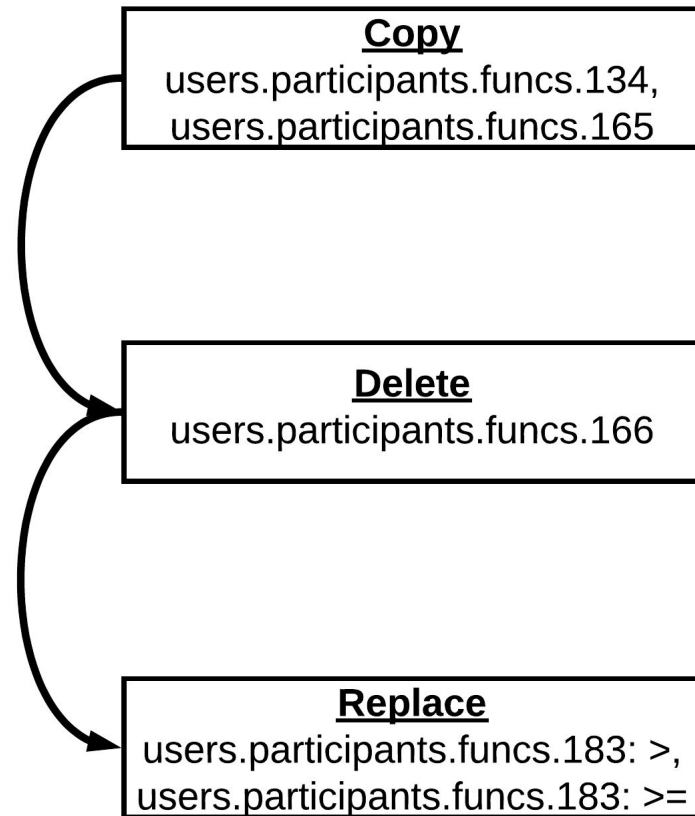 Copy
users.participants.funcs.134,
users.participants.funcs.165
Delete
users.participants.funcs.166
Replace
users.participants.funcs.183: >,
users.participants.funcs.183: >=